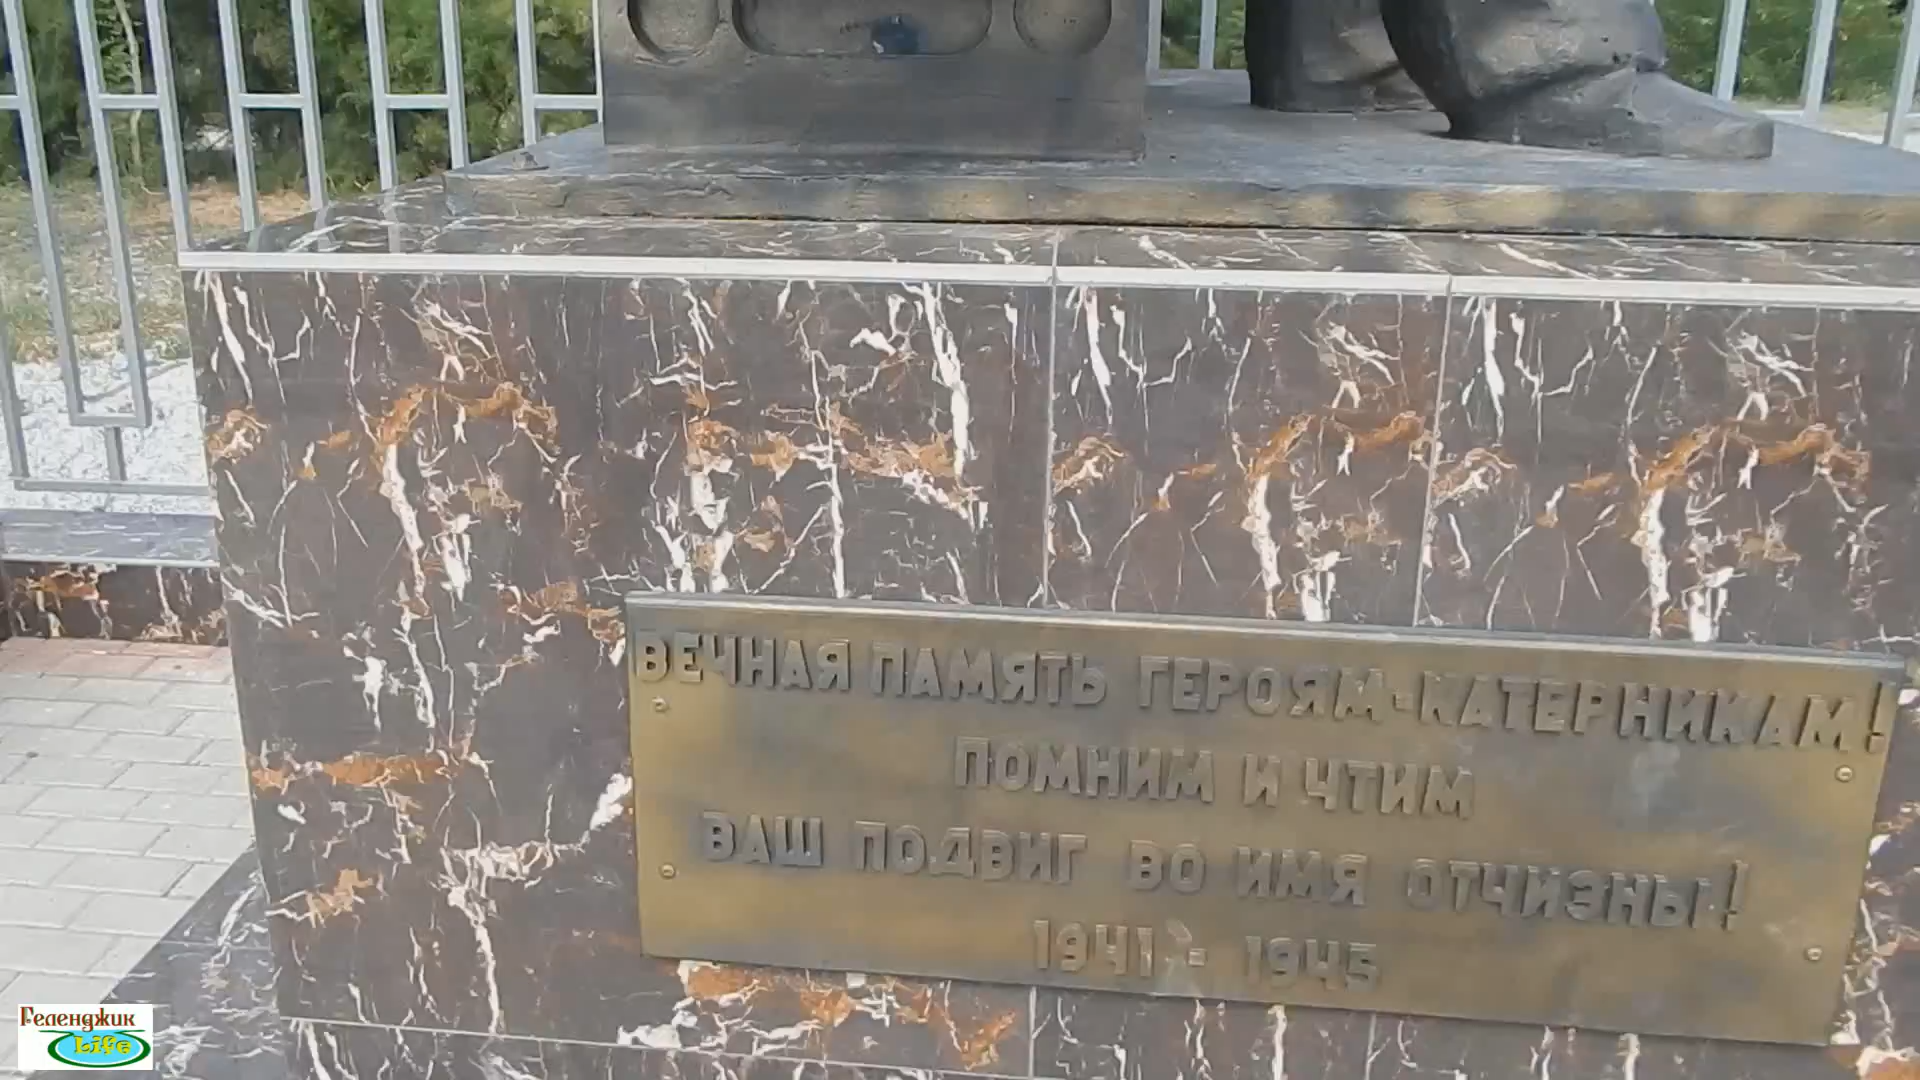 ВЕЧНАЯ ПАМЯТЬ ГЕРОЯМ-КАТЕРНИКАМ!
ПОМНИМ И ЧТИМ
ВАШ ПОДВИГ ВО ИМЯ ОТЧИЗНЫ!
1941 - 1945
Геленджик
Life